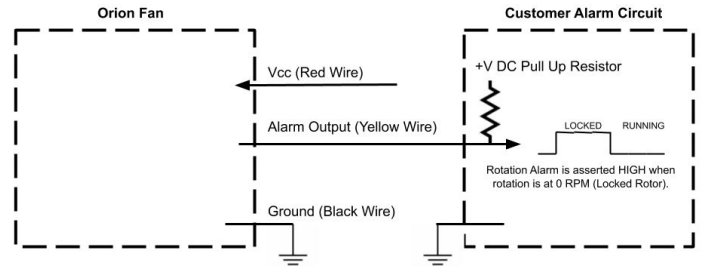 Orion Fan
Customer Alarm Circuit
Vcc (Red Wire)
+V DC Pull Up Resistor
Alarm Output (Yellow Wire)
LOCKED
RUNNING
Rotation Alarm is asserted HIGH when
rotation is at 0 RPM (Locked Rotor).
Ground (Black Wire)